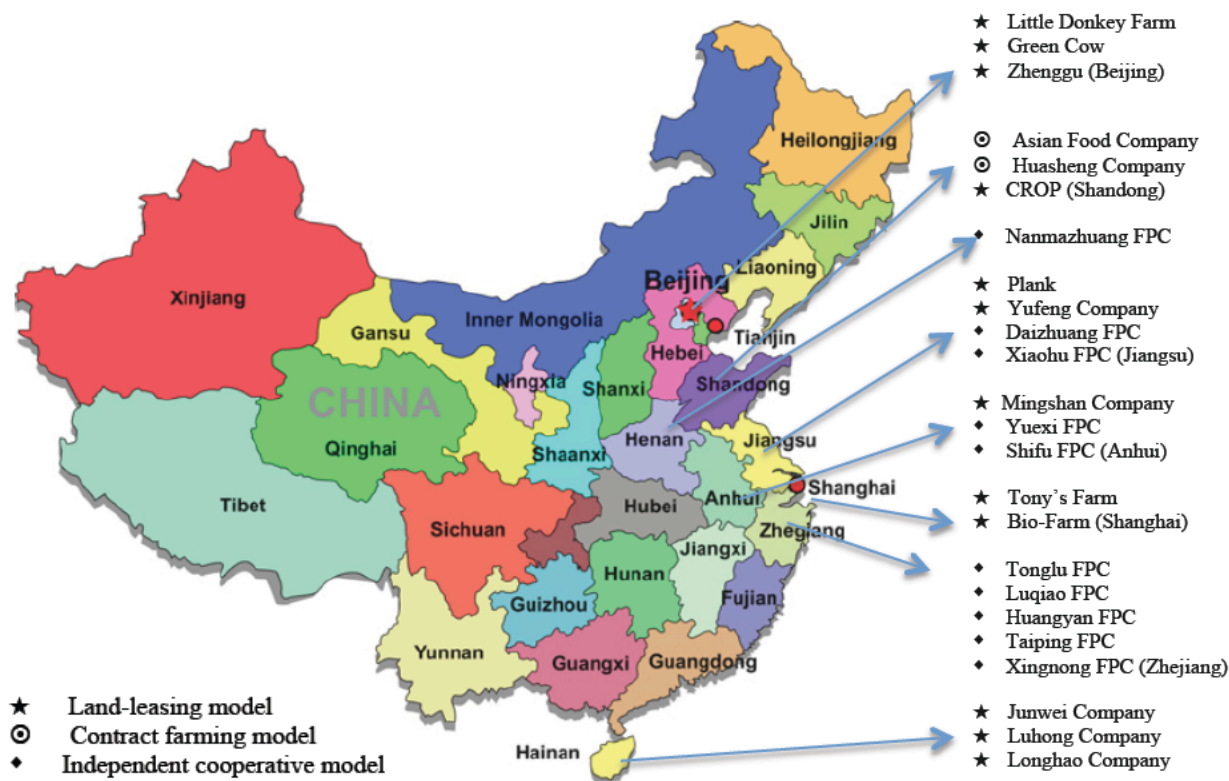 ★ Little Donkey Farm
★ Green Cow
★ Zhenggu (Beijing)
⊙ Asian Food Company
⊙ Huasheng Company
★ CROP (Shandong)
◆ Nanmazhuang FPC
★ Plank
★ Yufeng Company
◆ Daizhuang FPC
◆ Xiaohu FPC (Jiangsu)
★ Mingshan Company
◆ Yuexi FPC
◆ Shifu FPC (Anhui)
★ Tony's Farm
★ Bio-Farm (Shanghai)
◆ Tonglu FPC
◆ Luqiao FPC
◆ Huangyan FPC
◆ Taiping FPC
◆ Xingnong FPC (Zhejiang)
★ Junwei Company
★ Luhong Company
★ Longhao Company
Heilongjiang
Jilin
Liaoning
Beijing
Xinjiang
Inner Mongolia
Gansu
Tianjin
Hebei
Ningxia
Shanxi
Shandong
CHINA
Qinghai
Shaanxi
Henan
Jiangsu
Tibet
Anhui
Shanghai
Sichuan
Hubei
Zhegiang
Jiangxi
Hunan
Guizhou
Fujian
Yunnan
Guangxi
Guangdong
Hainan
★ Land-leasing model
⊙ Contract farming model
◆ Independent cooperative model